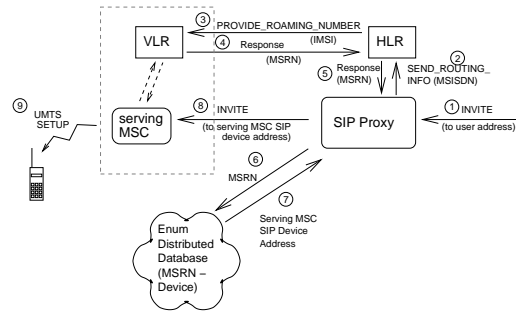 3 PROVIDE_ROAMING_NUMBER
(IMSI)
VLR
4 Response
(MSRN)
HLR
2
SEND_ROUTING_
INFO (MSISDN)
5 Response
(MSRN)
9 UMTS
SETUP
serving
MSC
8 INVITE
(to serving MSC SIP
device address)
SIP Proxy
1 INVITE
(to user address)
6
MSRN
7
Serving MSC
SIP Device
Address
Enum
Distributed
Database
(MSRN –
Device)